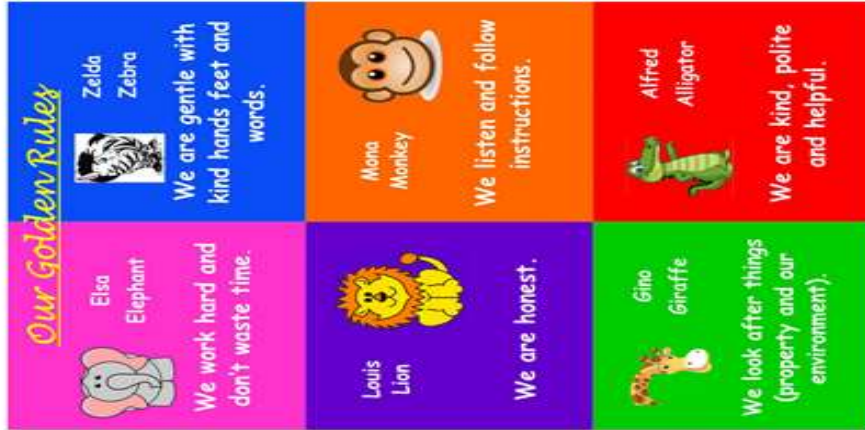 Our Golden Rules
Elsa
Elephant
We work hard and
don't waste time.
Zelda
Zebra
We are gentle with
kind hands feet and
words.
Louis
Lion
We are honest.
Mona
Monkey
We listen and follow
instructions.
Gino
Giraffe
We look after things
(property and our
environment).
Alfred
Alligator
We are kind, polite
and helpful.